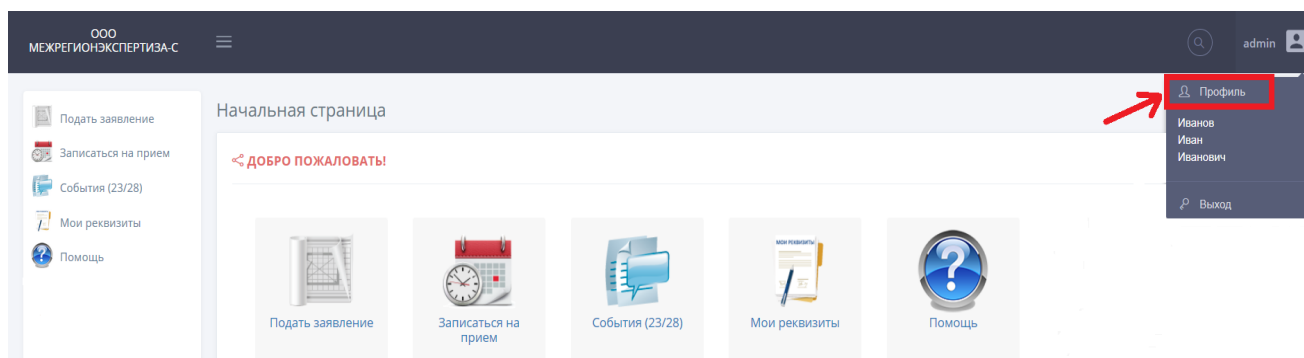 ООО
МЕЖРЕГИОНЭКСПЕРТИЗА-С
admin
Профиль
Иванов
Иван
Иванович
Выход
Подать заявление
Записаться на прием
События (23/28)
Мои реквизиты
Помощь
Начальная страница
ДОБРО ПОЖАЛОВАТЬ!
МОИ РЕКВИЗИТЫ
Подать заявление
Записаться на
прием
События (23/28)
Мои реквизиты
Помощь